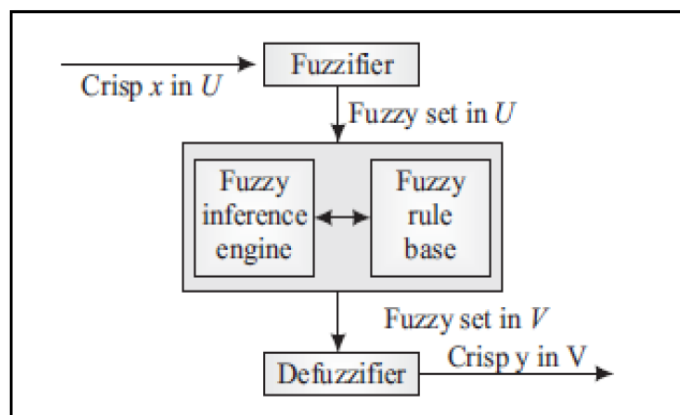 Fuzzifier
Crisp x in U
Fuzzy set in U
Fuzzy
inference
engine
Fuzzy
rule
base
Fuzzy set in V
Crisp y in V
Defuzzifier